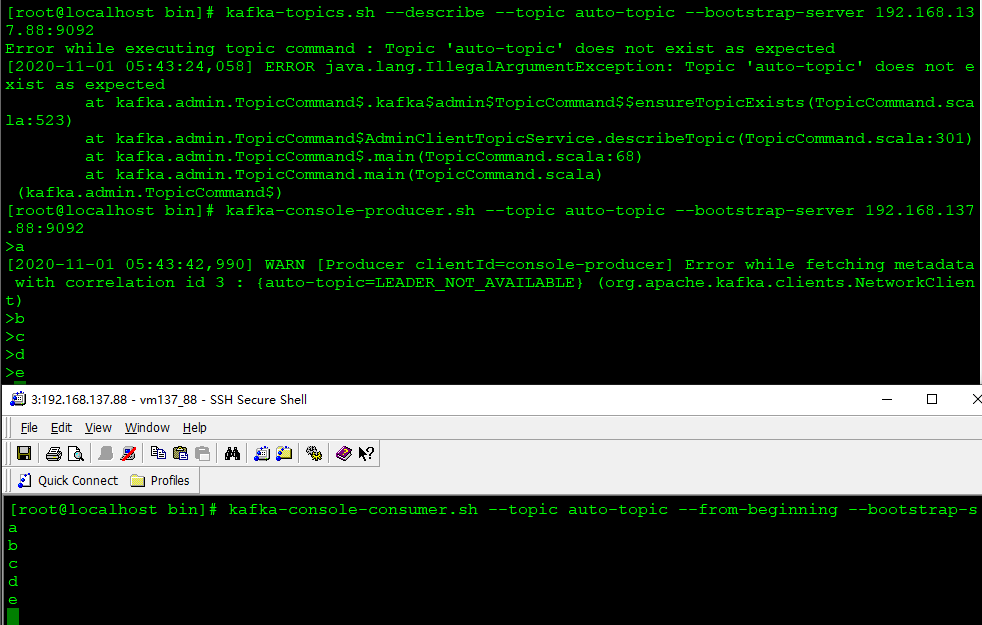 [root@localhost bin]# kafka-topics.sh --describe --topic auto-topic --bootstrap-server 192.168.13
7.88:9092
Error while executing topic command : Topic 'auto-topic' does not exist as expected
[2020-11-01 05:43:24,058] ERROR java.lang.IllegalArgumentException: Topic 'auto-topic' does not e
xist as expected
        at kafka.admin.TopicCommand$.kafka$admin$TopicCommand$$ensureTopicExists(TopicCommand.sca
la:523)
        at kafka.admin.TopicCommand$AdminClientTopicService.describeTopic(TopicCommand.scala:301)
        at kafka.admin.TopicCommand$.main(TopicCommand.scala:68)
        at kafka.admin.TopicCommand.main(TopicCommand.scala)
 (kafka.admin.TopicCommand$)
[root@localhost bin]# kafka-console-producer.sh --topic auto-topic --bootstrap-server 192.168.137
.88:9092
>a
[2020-11-01 05:43:42,990] WARN [Producer clientId=console-producer] Error while fetching metadata
 with correlation id 3 : {auto-topic=LEADER_NOT_AVAILABLE} (org.apache.kafka.clients.NetworkClien
t)
>b
>c
>d
>e
3:192.168.137.88 - vm137_88 - SSH Secure Shell
File Edit View Window Help
Quick Connect Profiles
[root@localhost bin]# kafka-console-consumer.sh --topic auto-topic --from-beginning --bootstrap-s
a
b
c
d
e